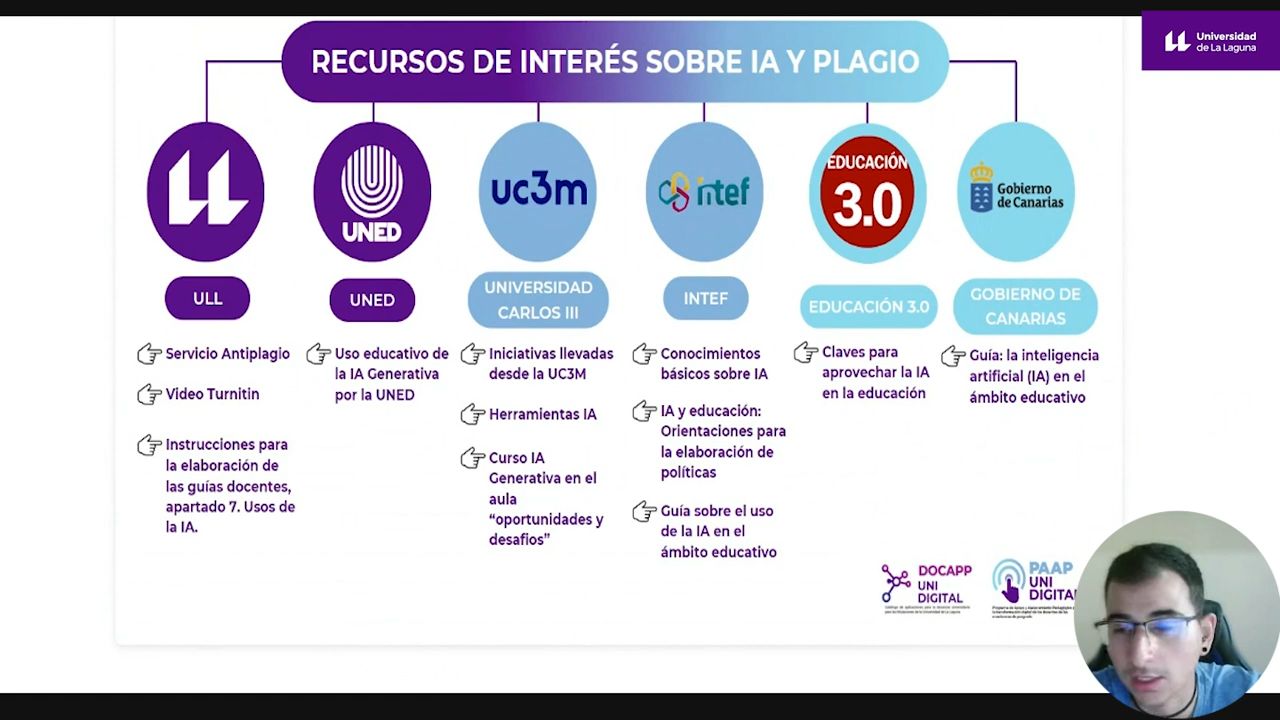 Universidad
de La Laguna
RECURSOS DE INTERÉS SOBRE IA Y PLAGIO
UNED
uc3m
intef
EDUCACIÓN
3.0
Gobierno
de Canarias
ULL
UNED
UNIVERSIDAD
CARLOS III
INTEF
EDUCACIÓN 3.0
GOBIERNO DE
CANARIAS
Servicio Antiplagio
Video Turnitin
Instrucciones para
la elaboración de
las guías docentes,
apartado 7. Usos de
la IA.
Uso educativo de
la IA Generativa
por la UNED
Iniciativas llevadas
desde la UC3M
Herramientas IA
Curso IA
Generativa en el
aula
“oportunidades y
desafios”
Conocimientos
básicos sobre IA
IA y educación:
Orientaciones para
la elaboración de
políticas
Guía sobre el uso
de la IA en el
ámbito educativo
Claves para
aprovechar la IA
en la educación
Guía: la inteligencia
artificial (IA) en el
ámbito educativo
DOCAPP
UNI
DIGITAL
PAAP
UNI
DIGITAL